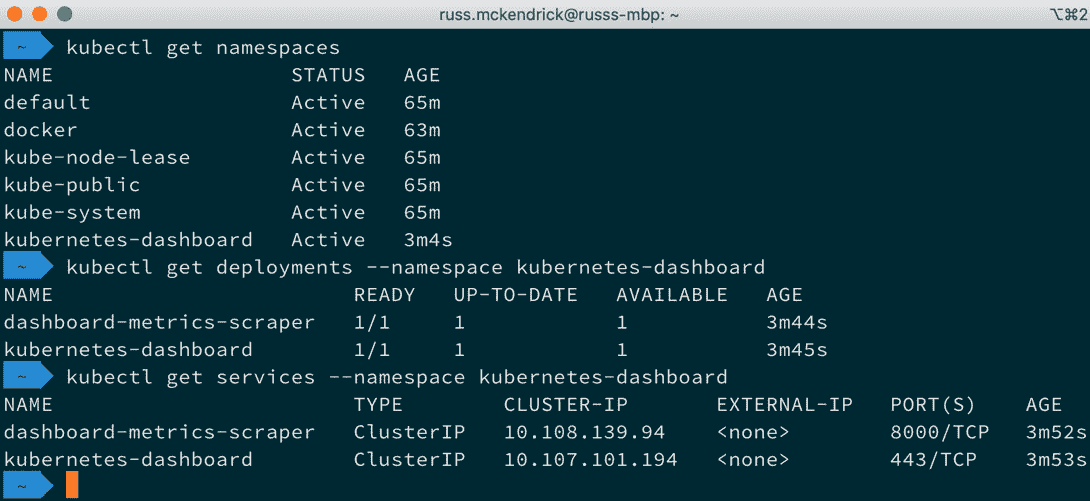 russ.mckendrick@russs-mbp: ~ ⌥⌘2
~ kubectl get namespaces
NAME STATUS AGE
default Active 65m
docker Active 63m
kube-node-lease Active 65m
kube-public Active 65m
kube-system Active 65m
kubernetes-dashboard Active 3m4s
~ kubectl get deployments --namespace kubernetes-dashboard
NAME READY UP-TO-DATE AVAILABLE AGE
dashboard-metrics-scraper 1/1 1 1 3m44s
kubernetes-dashboard 1/1 1 1 3m45s
~ kubectl get services --namespace kubernetes-dashboard
NAME TYPE CLUSTER-IP EXTERNAL-IP PORT(S) AGE
dashboard-metrics-scraper ClusterIP 10.108.139.94 <none> 8000/TCP 3m52s
kubernetes-dashboard ClusterIP 10.107.101.194 <none> 443/TCP 3m53s
~